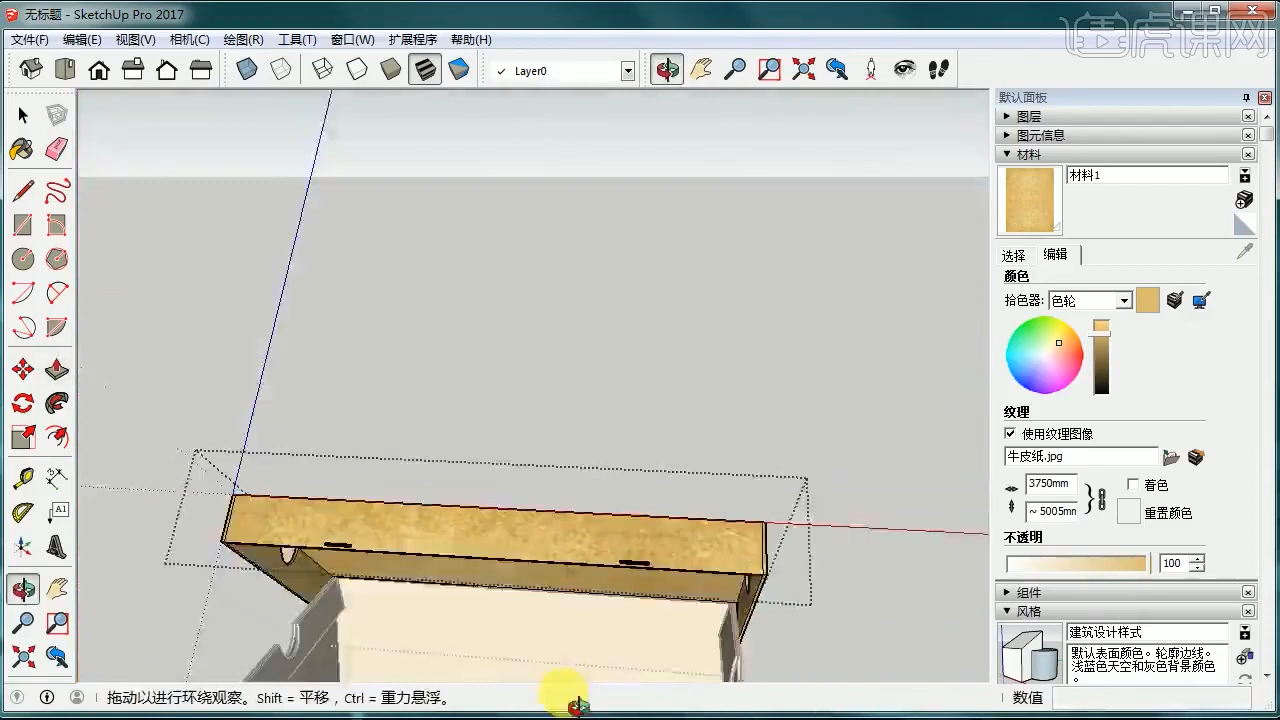 无标题 - SketchUp Pro 2017
虎课网
文件(F) 编辑(E) 视图(V) 相机(C) 绘图(R) 工具(T) 窗口(W) 扩展程序 帮助(H)
Layer0
默认面板
图层
图元信息
材料
材料1
选择 编辑
颜色
拾色器: 色轮
纹理
使用纹理图像
牛皮纸.jpg
3750mm 着色
~ 5005mm 重置颜色
A1
不透明
100
组件
风格
建筑设计样式
默认表面颜色。轮廓边线。
浅蓝色天空和灰色背景颜色
。
拖动以进行环绕观察。Shift = 平移，Ctrl = 重力悬浮。
数值